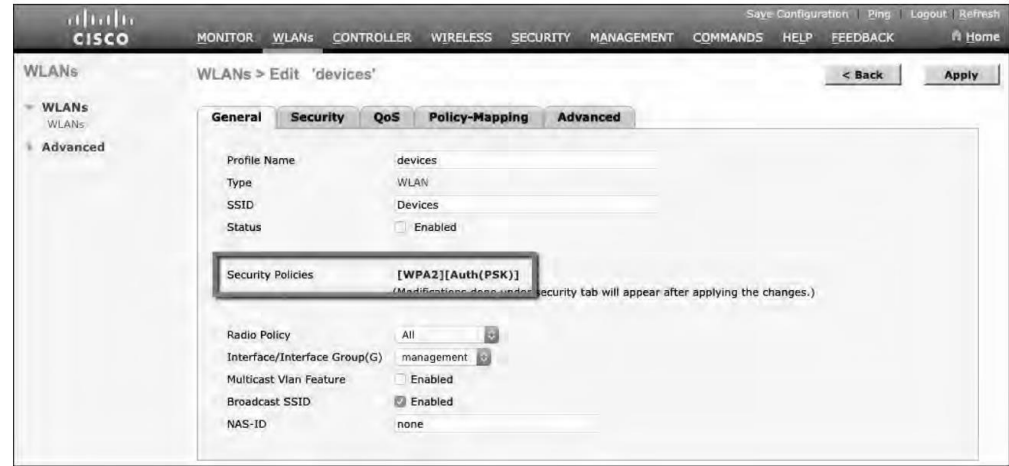 Save Configuration Ping Logout Refresh
CISCO MONITOR WLANs CONTROLLER WIRELESS SECURITY MANAGEMENT COMMANDS HELP FEEDBACK Home
WLANs
WLANs > Edit 'devices'
< Back Apply
WLANs
WLANs
Advanced
General Security QoS Policy-Mapping Advanced
Profile Name devices
Type WLAN
SSID Devices
Status Enabled
Security Policies [WPA2][Auth(PSK)]
(Modifications done under security tab will appear after applying the changes.)
Radio Policy All
Interface/Interface Group(G) management
Multicast Vlan Feature Enabled
Broadcast SSID Enabled
NAS-ID none